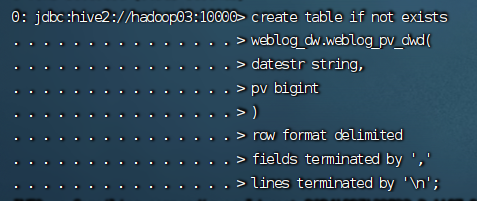 0: jdbc:hive2://hadoop03:10000> create table if not exists
. . . . . . . . . . . . . . . > weblog_dw.weblog_pv_dwd(
. . . . . . . . . . . . . . . > datestr string,
. . . . . . . . . . . . . . . > pv bigint
. . . . . . . . . . . . . . . > )
. . . . . . . . . . . . . . . > row format delimited
. . . . . . . . . . . . . . . > fields terminated by ','
. . . . . . . . . . . . . . . > lines terminated by '\n';